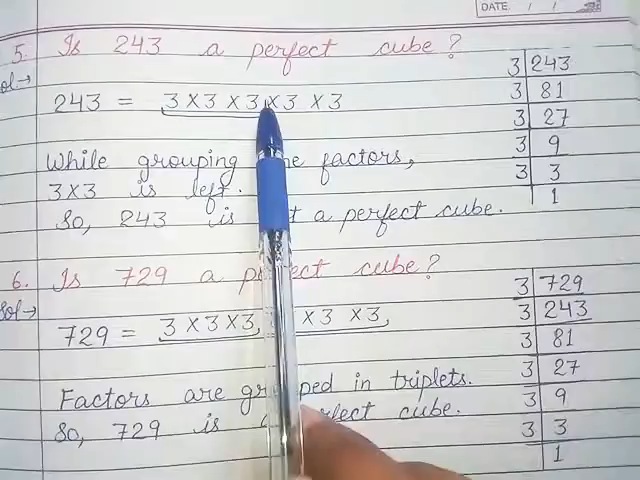 DATE / /
5. Is 243 a perfect cube?
Sol→
243 = 3×3×3×3×3
While grouping factors,
3×3 is left.
So, 243 is a perfect cube.
3 | 243
3 | 81
3 | 27
3 | 9
3 | 3
| 1
6. Is 729 a cube?
Sol→
729 = 3×3×3, ×3×3,
Factors are in triplets.
So, 729 is cube.
3 | 729
3 | 243
3 | 81
3 | 27
3 | 9
3 | 3
| 1